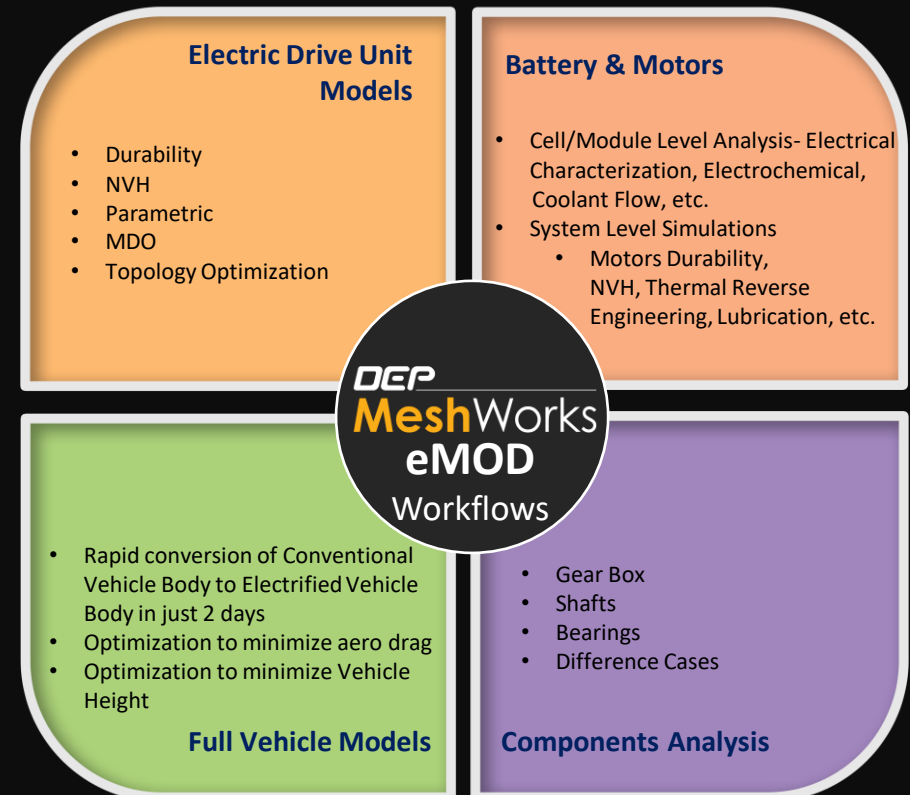 Electric Drive Unit
Models
• Durability
• NVH
• Parametric
• MDO
• Topology Optimization
Battery & Motors
• Cell/Module Level Analysis- Electrical
Characterization, Electrochemical,
Coolant Flow, etc.
• System Level Simulations
• Motors Durability,
NVH, Thermal Reverse
Engineering, Lubrication, etc.
DEP
MeshWorks
eMOD
Workflows
• Rapid conversion of Conventional
Vehicle Body to Electrified Vehicle
Body in just 2 days
• Optimization to minimize aero drag
• Optimization to minimize Vehicle
Height
Full Vehicle Models
• Gear Box
• Shafts
• Bearings
• Difference Cases
Components Analysis